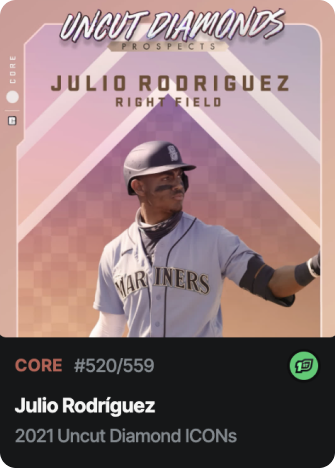 UNCUT DIAMONDS
PROSPECTS
JULIO RODRIGUEZ
RIGHT FIELD
CORE
S
MARINERS
CORE #520/559
Julio Rodríguez
2021 Uncut Diamond ICONs